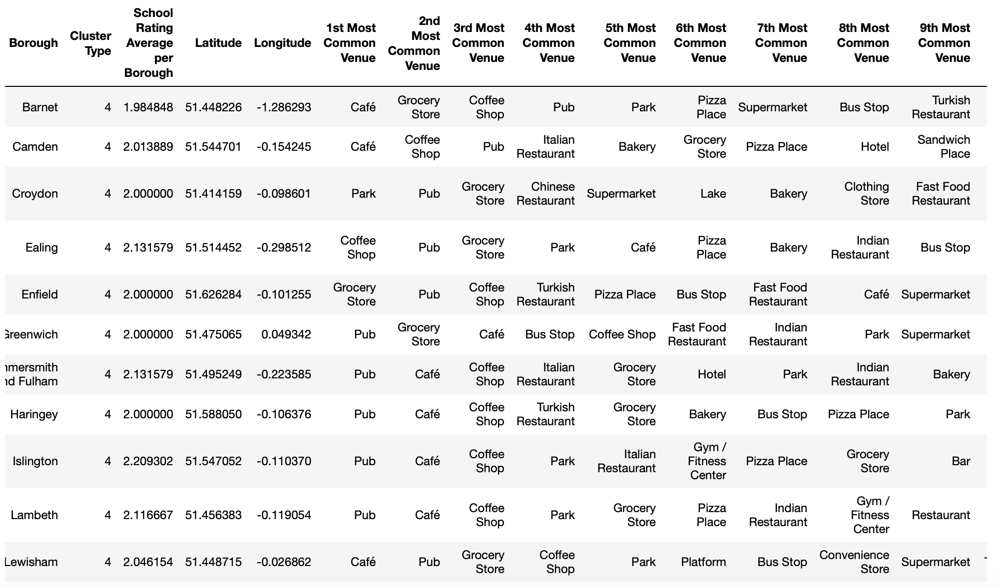 Borough Cluster Type School Rating Average per Borough Latitude Longitude 1st Most Common Venue 2nd Most Common Venue 3rd Most Common Venue 4th Most Common Venue 5th Most Common Venue 6th Most Common Venue 7th Most Common Venue 8th Most Common Venue 9th Most Common Venue
Barnet 4 1.984848 51.448226 -1.286293 Café Grocery Store Coffee Shop Pub Park Pizza Place Supermarket Bus Stop Turkish Restaurant
Camden 4 2.013889 51.544701 -0.154245 Café Coffee Shop Pub Italian Restaurant Bakery Grocery Store Pizza Place Hotel Sandwich Place
Croydon 4 2.000000 51.414159 -0.098601 Park Pub Grocery Store Chinese Restaurant Supermarket Lake Bakery Clothing Store Fast Food Restaurant
Ealing 4 2.131579 51.514452 -0.298512 Coffee Shop Pub Grocery Store Park Café Pizza Place Bakery Indian Restaurant Bus Stop
Enfield 4 2.000000 51.626284 -0.101255 Grocery Store Pub Coffee Shop Turkish Restaurant Pizza Place Bus Stop Fast Food Restaurant Café Supermarket
Greenwich 4 2.000000 51.475065 0.049342 Pub Grocery Store Café Bus Stop Coffee Shop Fast Food Restaurant Indian Restaurant Park Supermarket
mmersmith nd Fulham 4 2.131579 51.495249 -0.223585 Pub Café Coffee Shop Italian Restaurant Grocery Store Hotel Park Indian Restaurant Bakery
Haringey 4 2.000000 51.588050 -0.106376 Pub Café Coffee Shop Turkish Restaurant Grocery Store Bakery Bus Stop Pizza Place Park
Islington 4 2.209302 51.547052 -0.110370 Pub Café Coffee Shop Park Italian Restaurant Gym / Fitness Center Pizza Place Grocery Store Bar
Lambeth 4 2.116667 51.456383 -0.119054 Pub Café Coffee Shop Park Grocery Store Pizza Place Indian Restaurant Gym / Fitness Center Restaurant
Lewisham 4 2.046154 51.448715 -0.026862 Café Pub Grocery Store Coffee Shop Park Platform Bus Stop Convenience Store Supermarket